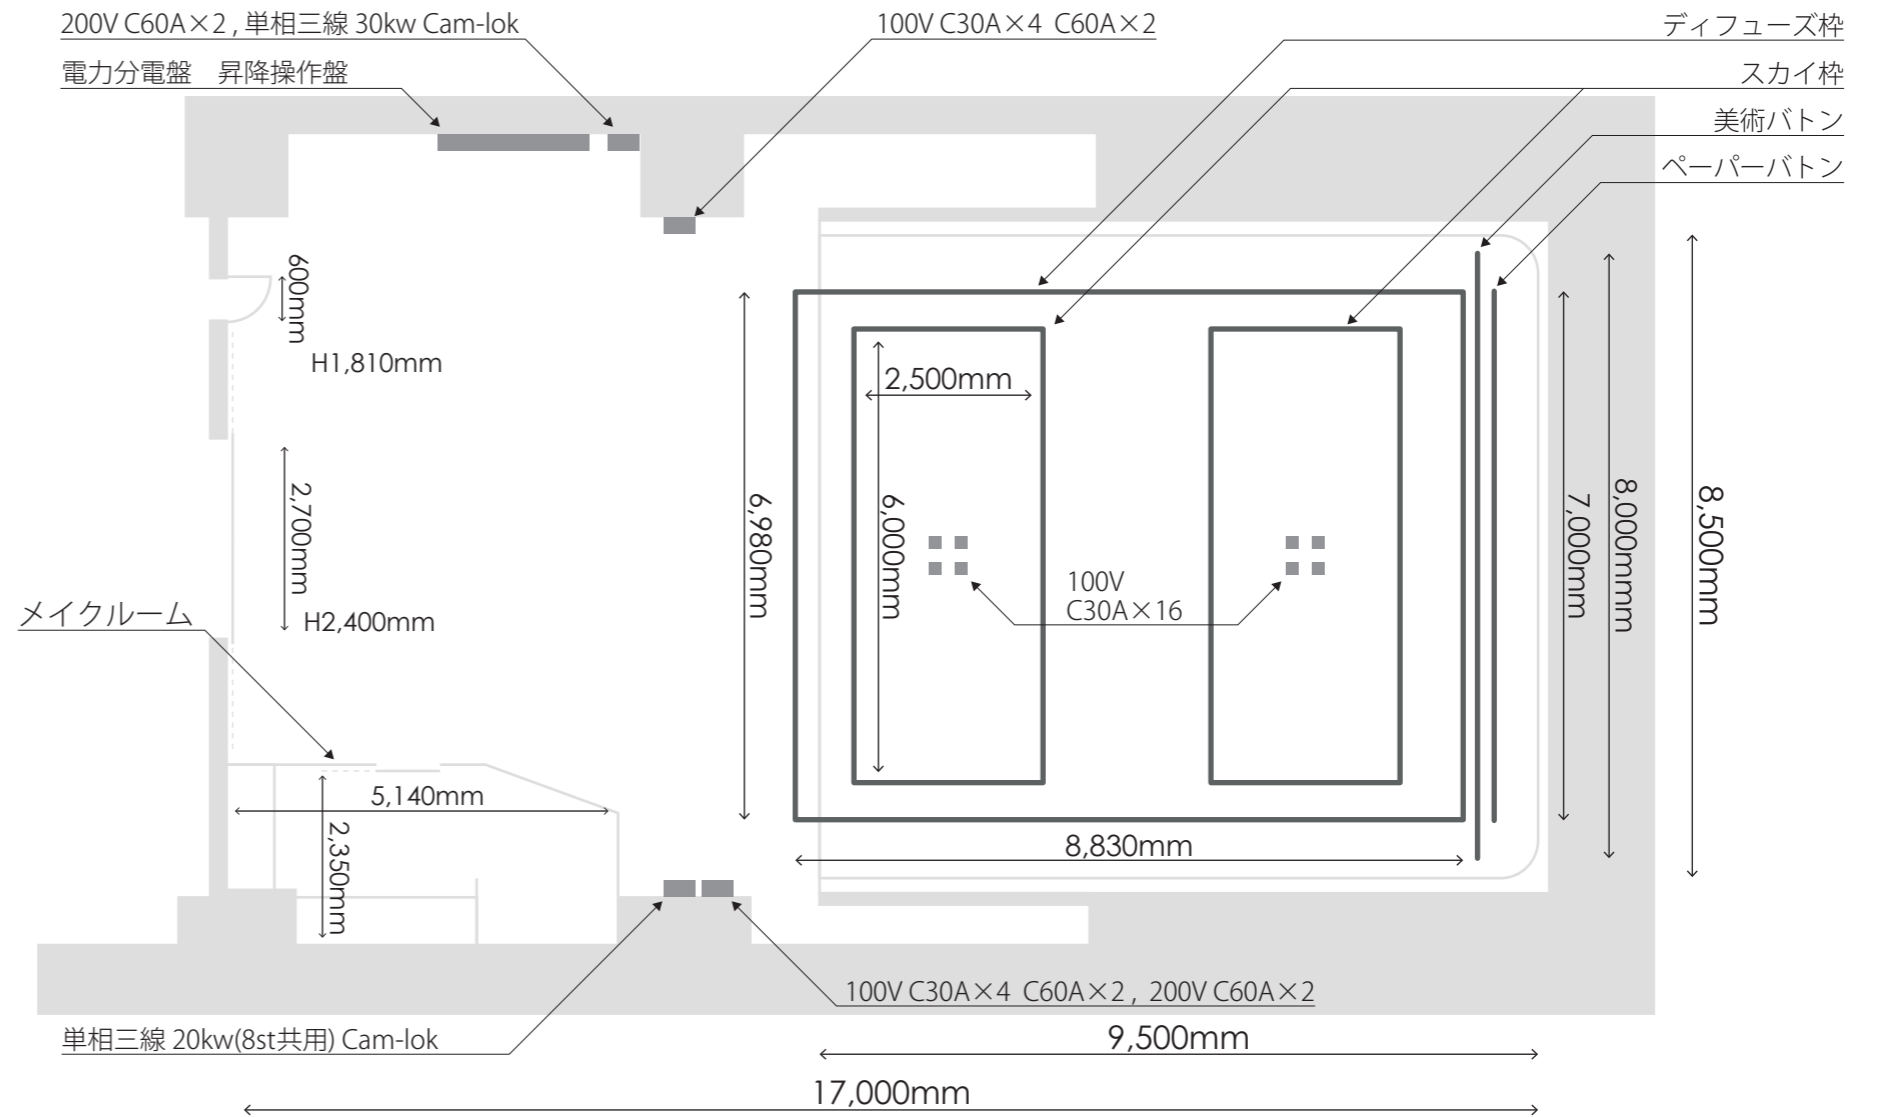 200V C60A×2 , 単相三線 30kw Cam-lok
100V C30A×4 C60A×2
ディフューズ枠
電力分電盤 昇降操作盤
スカイ枠
美術バトン
ペーパーバトン
600mm
H1,810mm
2,500mm
2,700mm
6,980mm
6,000mm
7,000mm
8,000mmm
8,500mm
100V
C30A×16
メイクルーム
H2,400mm
5,140mm
2,350mm
8,830mm
100V C30A×4 C60A×2 , 200V C60A×2
単相三線 20kw(8st共用) Cam-lok
9,500mm
17,000mm